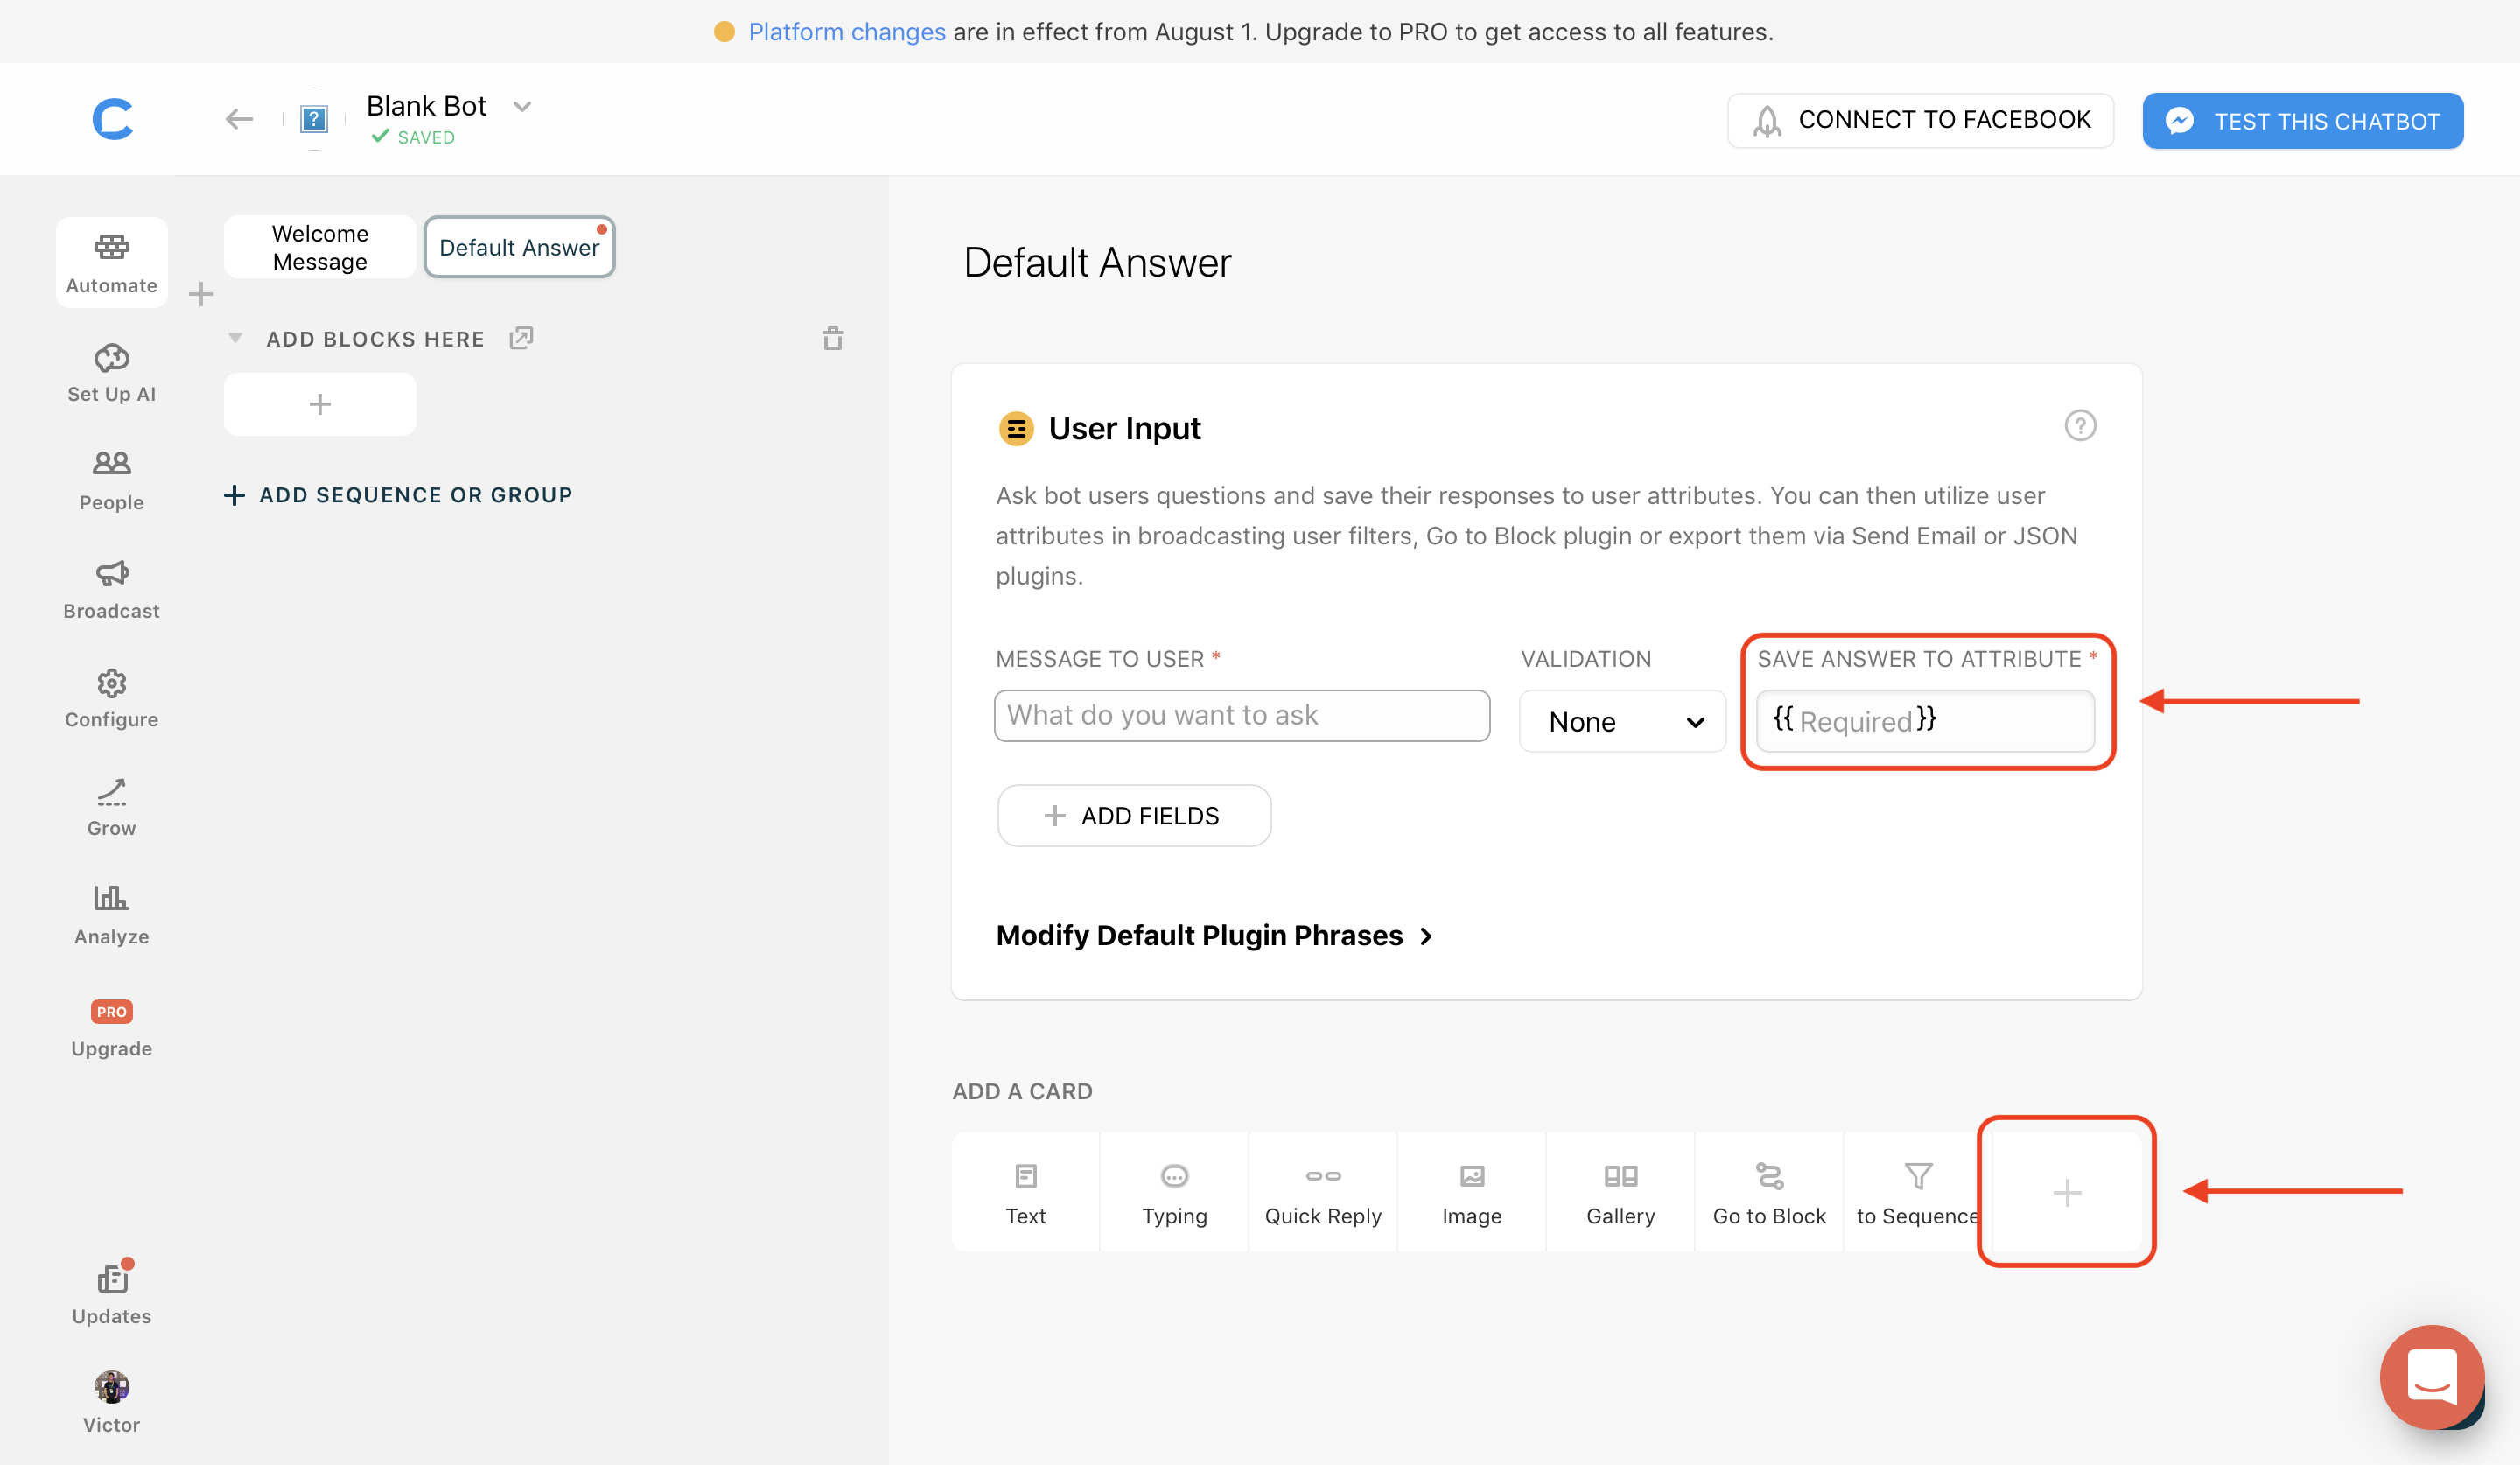 Platform changes are in effect from August 1. Upgrade to PRO to get access to all features.
Blank Bot
SAVED
CONNECT TO FACEBOOK
TEST THIS CHATBOT
Automate
Set Up AI
People
Broadcast
Configure
Grow
Analyze
PRO
Upgrade
Updates
Victor
Welcome
Message
Default Answer
ADD BLOCKS HERE
+ ADD SEQUENCE OR GROUP
Default Answer
User Input
?
Ask bot users questions and save their responses to user attributes. You can then utilize user
attributes in broadcasting user filters, Go to Block plugin or export them via Send Email or JSON
plugins.
MESSAGE TO USER *
VALIDATION
SAVE ANSWER TO ATTRIBUTE *
What do you want to ask
None
{{ Required }}
+ ADD FIELDS
Modify Default Plugin Phrases >
ADD A CARD
Text
Typing
Quick Reply
Image
Gallery
Go to Block
to Sequence
+